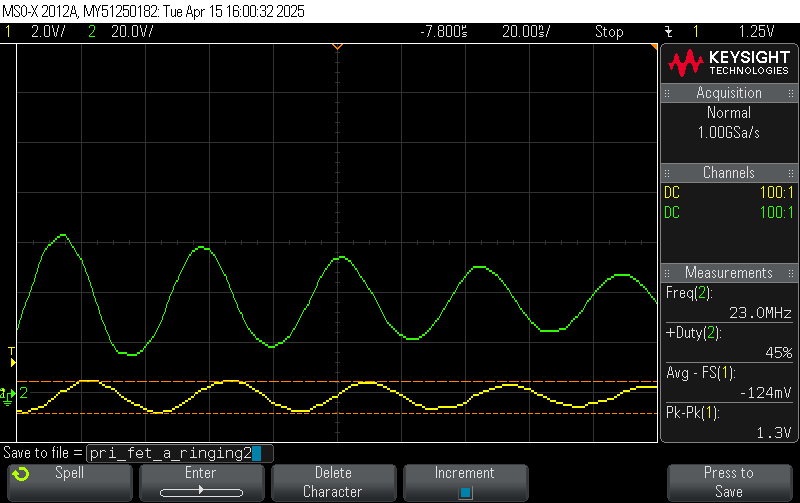 MSO-X 2012A, MY51250182: Tue Apr 15 16:00:32 2025
1 2.0V/ 2 20.0V/ -7.800s 20.00s/ Stop 1 1.25V
KEYSIGHT
TECHNOLOGIES
Acquisition
Normal
1.00GSa/s
Channels
DC 100:1
DC 100:1
Measurements
Freq(2):
23.0MHz
+Duty(2):
45%
Avg - FS(1):
-124mV
Pk-Pk(1):
1.3V
T
2
Save to file = pri_fet_a_ringing2
Spell
Enter
Delete
Character
Increment
Press to
Save